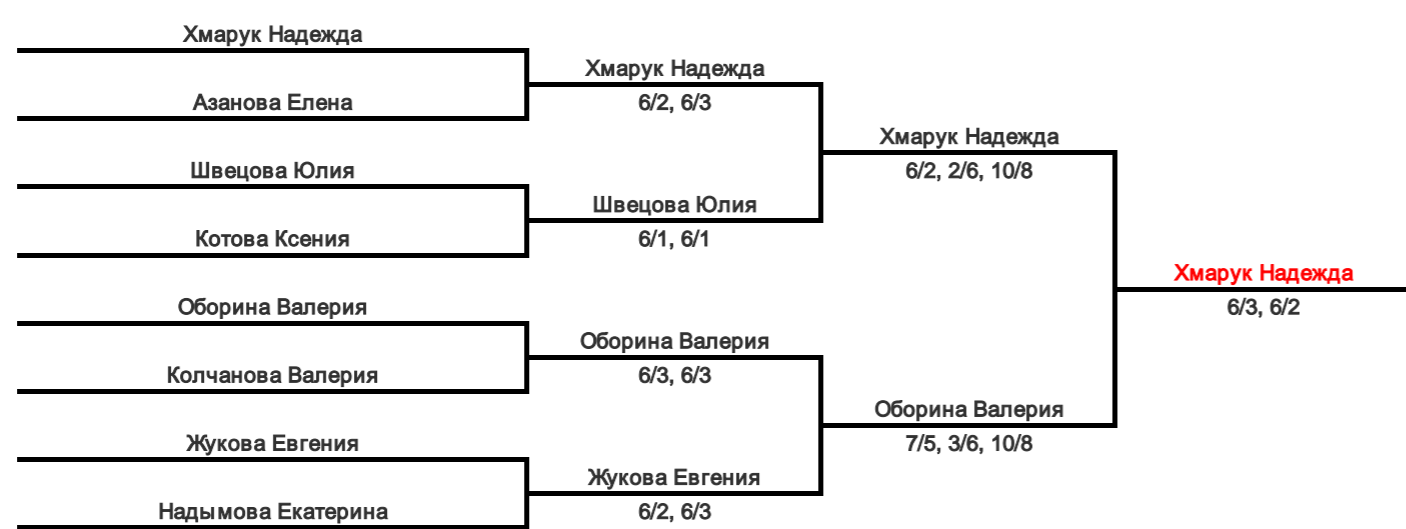 Хмарук Надежда
Азанова Елена
Швецова Юлия
Котова Ксения
Оборина Валерия
Колчанова Валерия
Жукова Евгения
Надымова Екатерина
Хмарук Надежда
6/2, 6/3
Швецова Юлия
6/1, 6/1
Оборина Валерия
6/3, 6/3
Жукова Евгения
6/2, 6/3
Хмарук Надежда
6/2, 2/6, 10/8
Оборина Валерия
7/5, 3/6, 10/8
Хмарук Надежда
6/3, 6/2